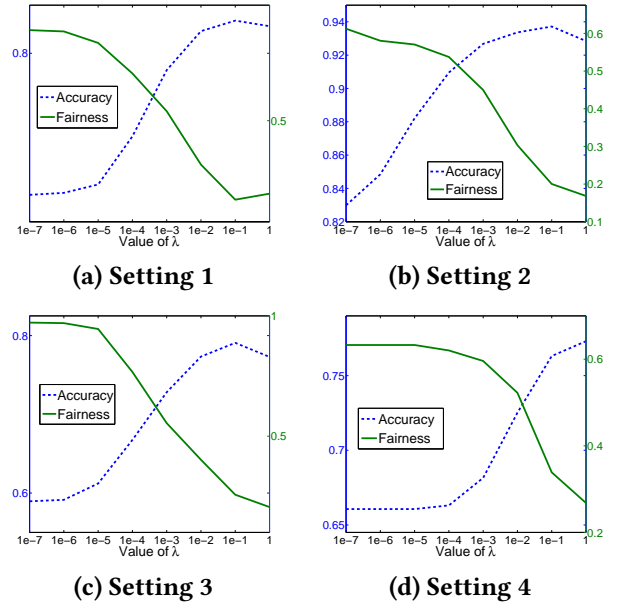 0.8
Accuracy
Fairness
0.5
1e−7 1e−6 1e−5 1e−4 1e−3 1e−2 1e−1 1
Value of λ
(a) Setting 1
0.94
0.92
0.9
0.88
0.86
0.84
0.82
Accuracy
Fairness
0.6
0.5
0.4
0.3
0.2
0.1
1e−7 1e−6 1e−5 1e−4 1e−3 1e−2 1e−1 1
Value of λ
(b) Setting 2
0.8
0.6
Accuracy
Fairness
1
0.5
1e−7 1e−6 1e−5 1e−4 1e−3 1e−2 1e−1 1
Value of λ
(c) Setting 3
0.75
0.7
0.65
Accuracy
Fairness
0.6
0.4
0.2
1e−7 1e−6 1e−5 1e−4 1e−3 1e−2 1e−1 1
Value of λ
(d) Setting 4